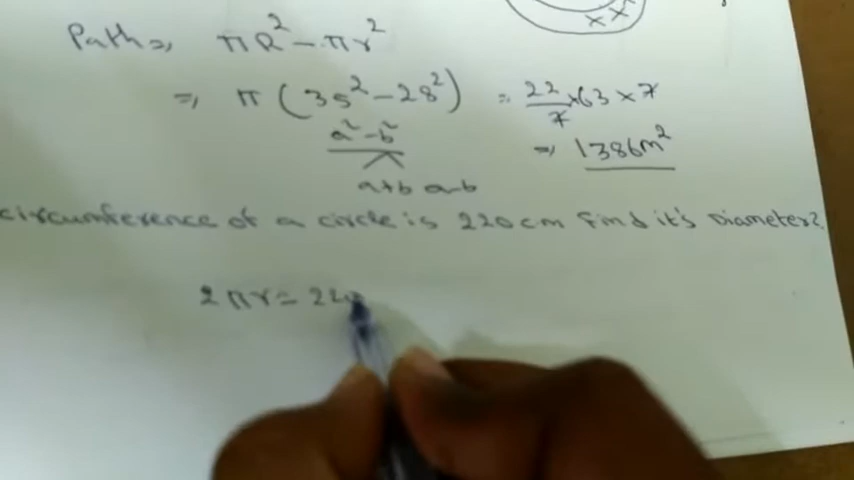 Path ⇒ πR² - πr²
⇒ π (35² - 28²) = 22/7 × 63 × 7
a² - b²
⇒ 1386m²
a+b a-b
circumference of a circle is 220cm find it's Diameter?
2πr = 220